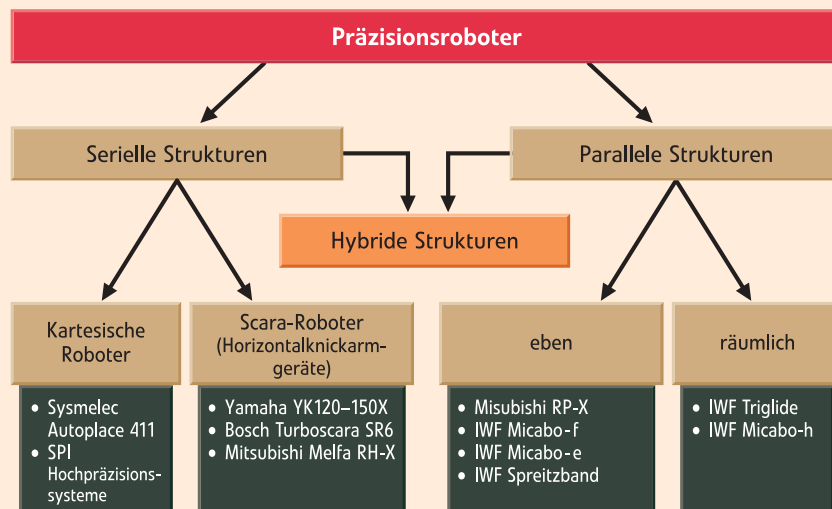 Präzisionsroboter
Serielle Strukturen
Parallele Strukturen
Hybride Strukturen
Kartesische
Roboter
Scara-Roboter
(Horizontalknickarm-
geräte)
eben
räumlich
• Sysmelec
Autoplace 411
• SPI
Hochpräzisions-
systeme
• Yamaha YK120–150X
• Bosch Turboscara SR6
• Mitsubishi Melfa RH-X
• Misubishi RP-X
• IWF Micabo-f
• IWF Micabo-e
• IWF Spreitzband
• IWF Triglide
• IWF Micabo-h